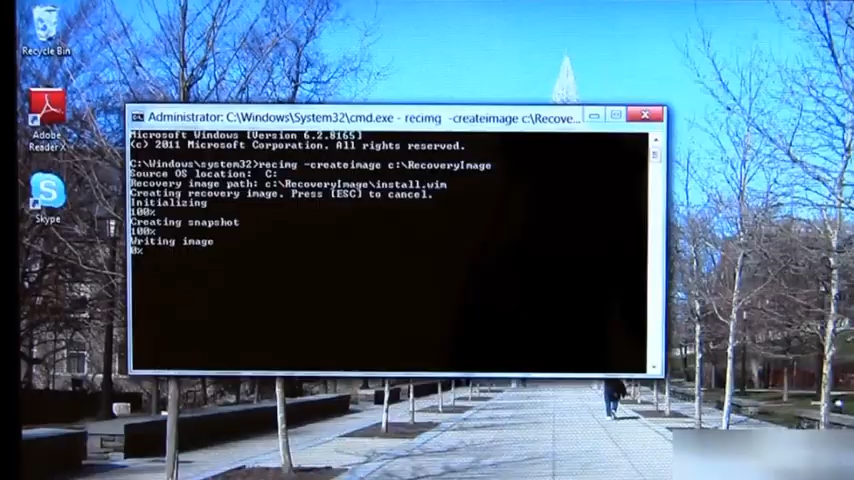 Recycle Bin
Adobe
Reader X
Skype
Administrator: C:\Windows\System32\cmd.exe - recimg -createimage c:\Recove...
Microsoft Windows [Version 6.2.8165]
(c) 2011 Microsoft Corporation. All rights reserved.
C:\Windows\system32>recimg -createimage c:\RecoveryImage
Source OS location: C:
Recovery image path: c:\RecoveryImage\install.wim
Creating recovery image. Press [ESC] to cancel.
Initializing
100%
Creating snapshot
100%
Writing image
0%